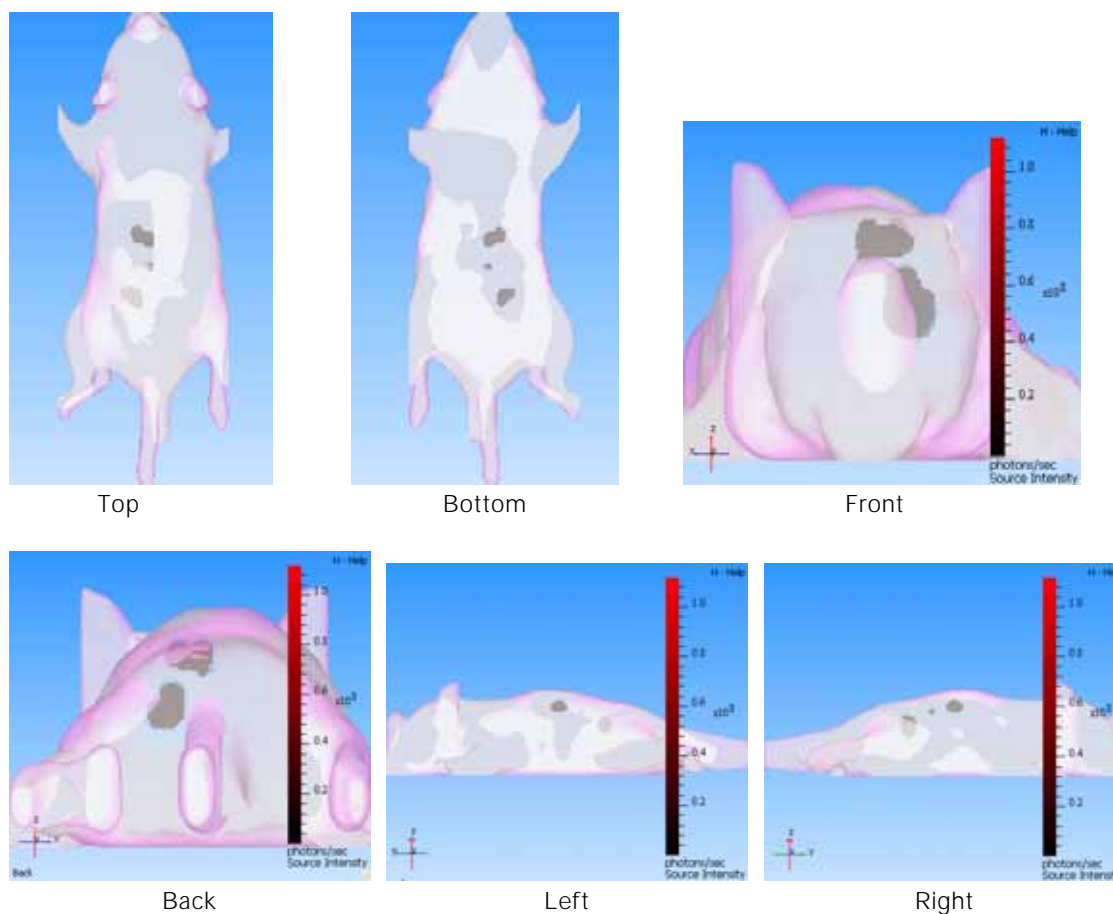 Top
Bottom
H - Help
1.0
0.8
0.6
x10
0.4
0.2
z
photons/sec
Source Intensity
Front
H - Help
1.0
0.8
0.6
x10³
0.4
0.2
z
photons/sec
Source Intensity
Back
Back
H - Help
1.0
0.8
0.6
x10³
0.4
0.2
z
photons/sec
Source Intensity
Left
H - Help
1.0
0.8
0.6
x10³
0.4
0.2
z
Y
photons/sec
Source Intensity
Right